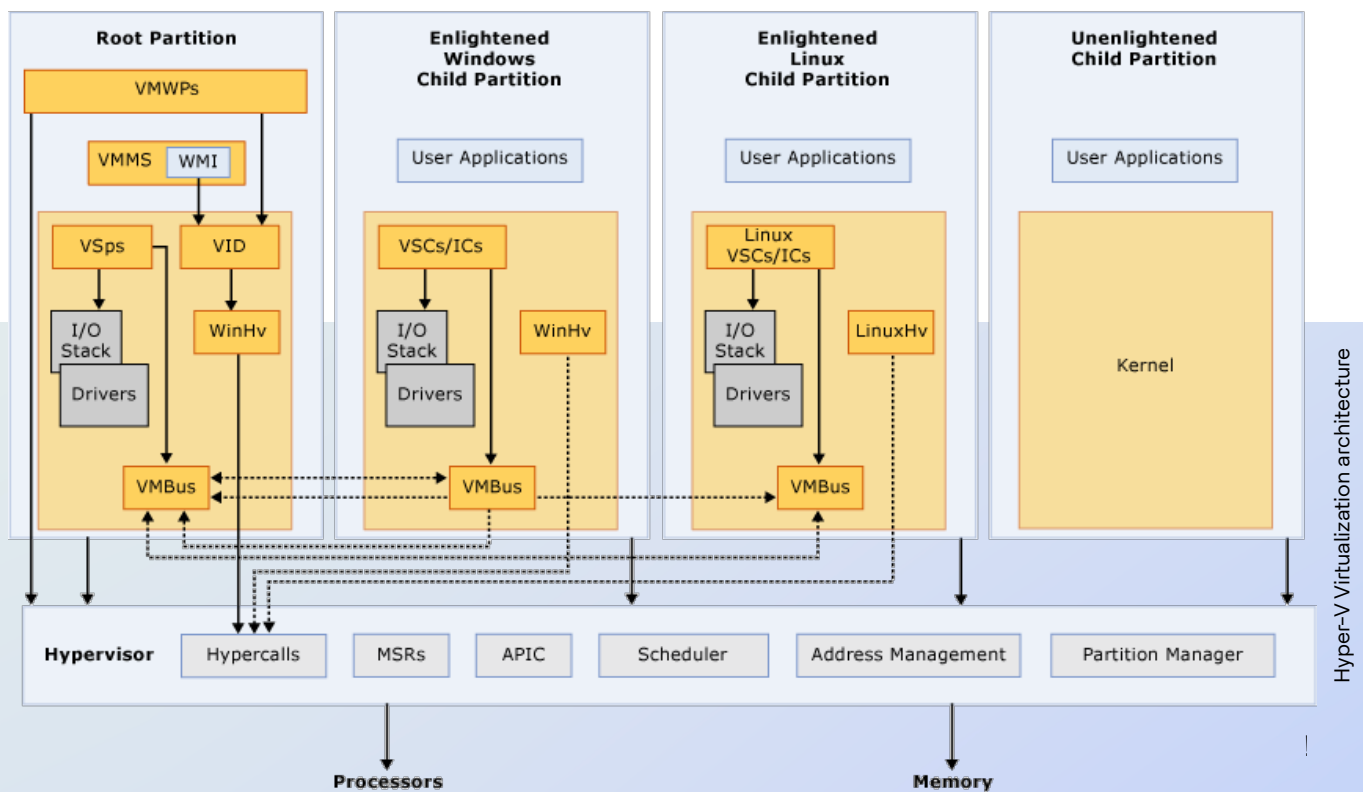 Root Partition
VMWPs
VMMS
WMI
VSps
VID
I/O
Stack
Drivers
WinHv
VMBus
Enlightened
Windows
Child Partition
User Applications
VSCs/ICs
I/O
Stack
Drivers
WinHv
VMBus
Enlightened
Linux
Child Partition
User Applications
Linux
VSCs/ICs
I/O
Stack
Drivers
LinuxHv
VMBus
Unenlightened
Child Partition
User Applications
Kernel
Hypervisor
Hypercalls
MSRs
APIC
Scheduler
Address Management
Partition Manager
Processors
Memory
Hyper-V Virtualization architecture
!